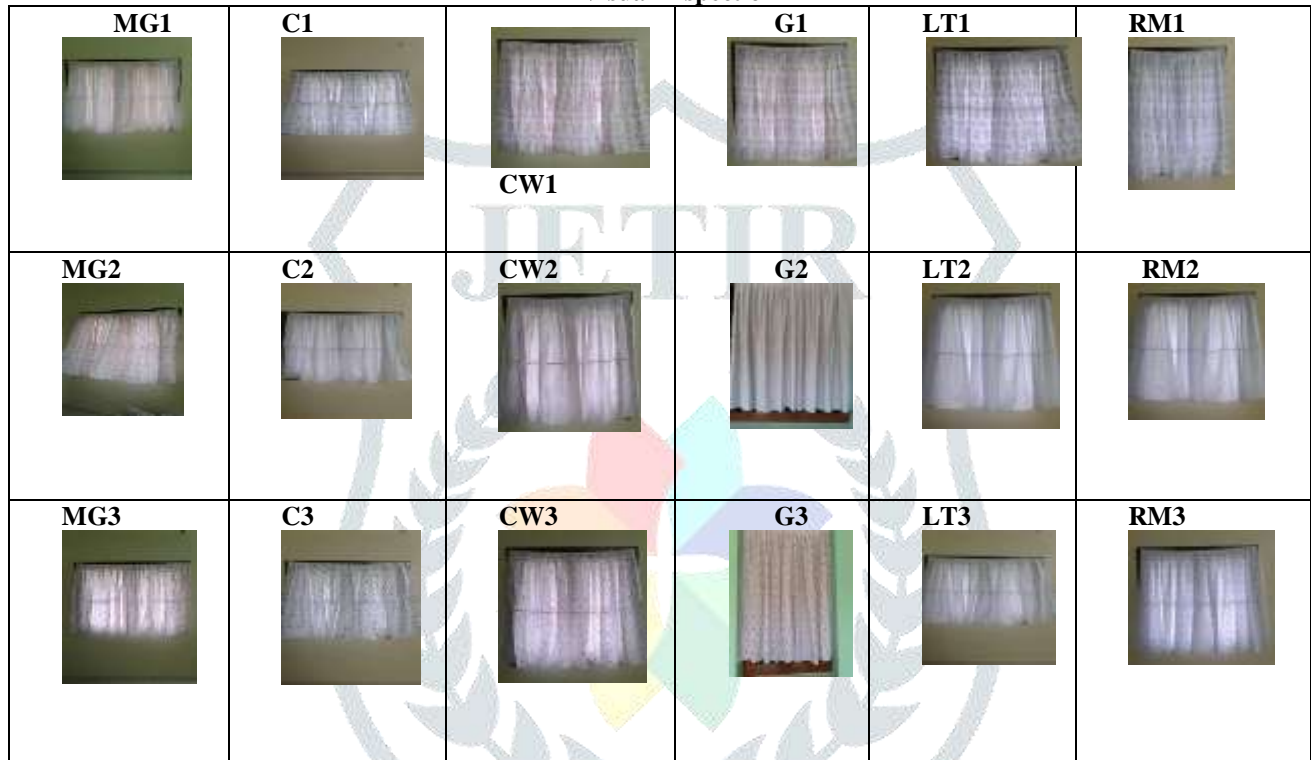 MG1 C1 G1 LT1 RM1
CW1
MG2 C2 CW2 G2 LT2 RM2
MG3 C3 CW3 G3 LT3 RM3
JETIR